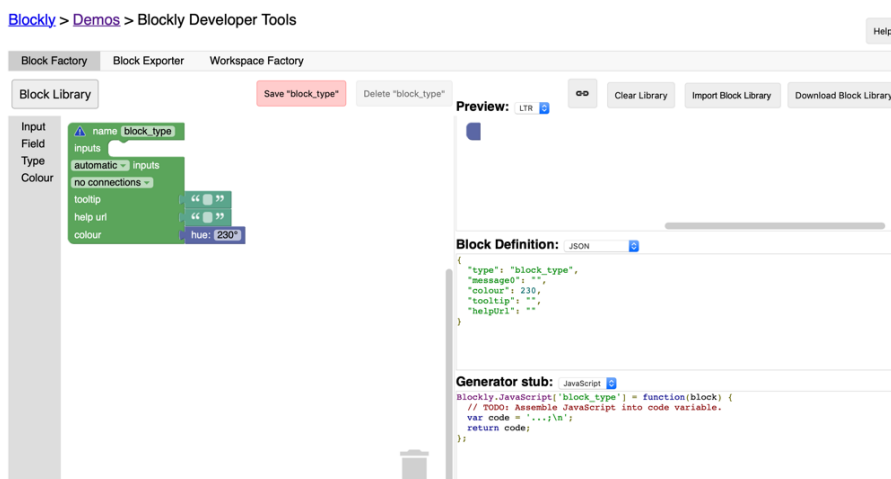 Blockly > Demos > Blockly Developer Tools
Help
Block Factory Block Exporter Workspace Factory
Block Library
Save "block_type"
Delete "block_type"
Preview:
LTR
Clear Library
Import Block Library
Download Block Library
Input
Field
Type
Colour
name block_type
inputs
automatic inputs
no connections
tooltip “ ”
help url “ ”
colour hue: 230°
Block Definition: JSON
{
"type": "block_type",
"message0": "",
"colour": 230,
"tooltip": "",
"helpUrl": ""
}
Generator stub: JavaScript
Blockly.JavaScript['block_type'] = function(block) {
// TODO: Assemble JavaScript into code variable.
var code = '...;\n';
return code;
};